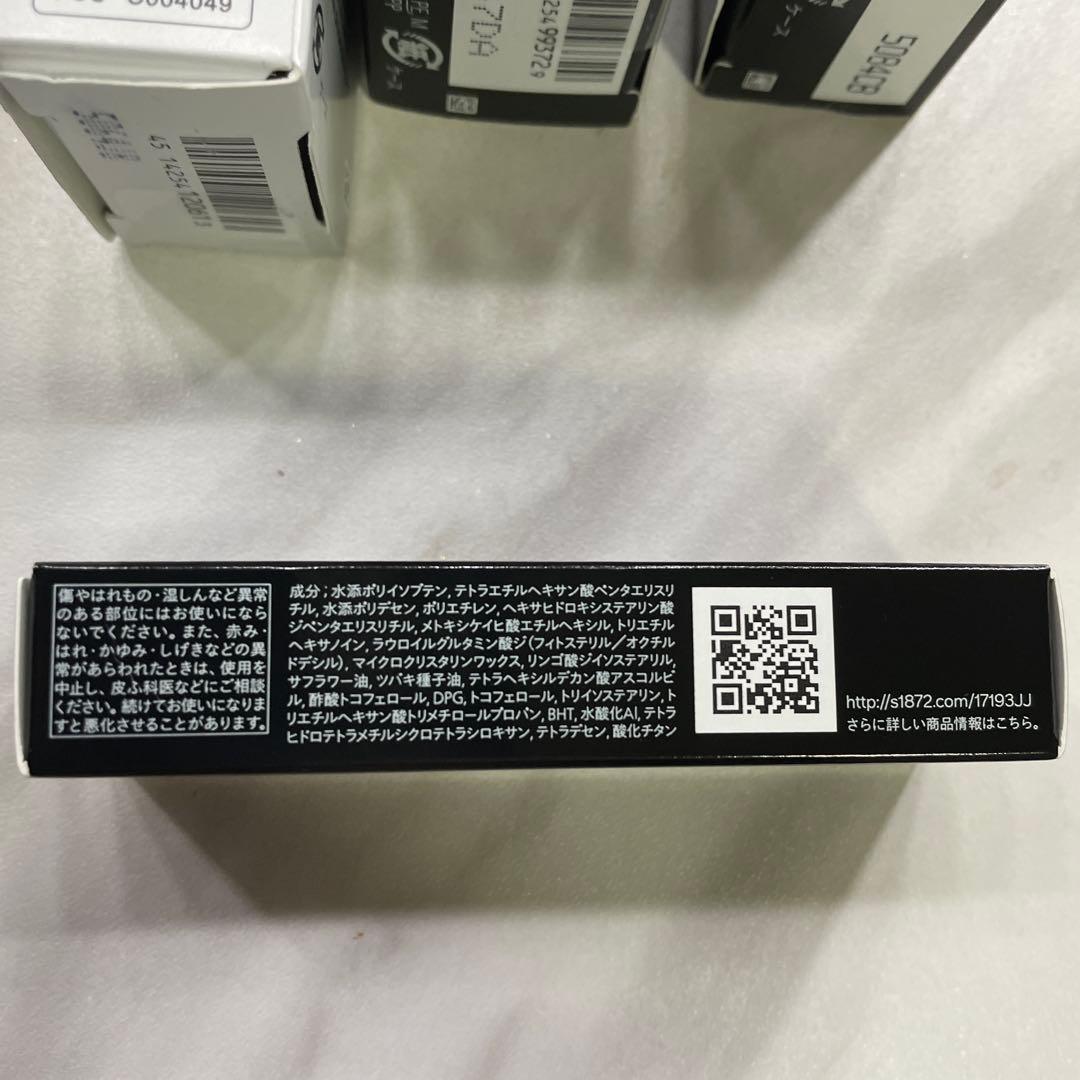 C004049
45 14254 120613
ケース
254 99372 9
ケース
5084DB
傷やはれもの・湿しんなど異常
のある部位にはお使いになら
ないでください。また、赤み・
はれ・かゆみ・しげきなどの異
常があらわれたときは、使用を
中止し、皮ふ科医などにご相談
ください。続けてお使いになりま
すと悪化させることがあります。
成分；水添ポリイソブテン, テトラエチルヘキサン酸ペンタエリスリ
チル, 水添ポリデセン, ポリエチレン, ヘキサヒドロキシステアリン酸
ジペンタエリスリチル, メトキシケイヒ酸エチルヘキシル, トリエチル
ヘキサノイン, ラウロイルグルタミン酸ジ(フィトステリル／オクチル
ドデシル), マイクロクリスタリンワックス, リンゴ酸ジイソステアリル,
サフラワー油, ツバキ種子油, テトラヘキシルデカン酸アスコルビ
ル, 酢酸トコフェロール, DPG, トコフェロール, トリイソステアリン, ト
リエチルヘキサン酸トリメチロールプロパン, BHT, 水酸化Al, テトラ
ヒドロテトラメチルシクロテトラシロキサン, テトラデセン, 酸化チタン
http://s1872.com/17193JJ
さらに詳しい商品情報はこちら。